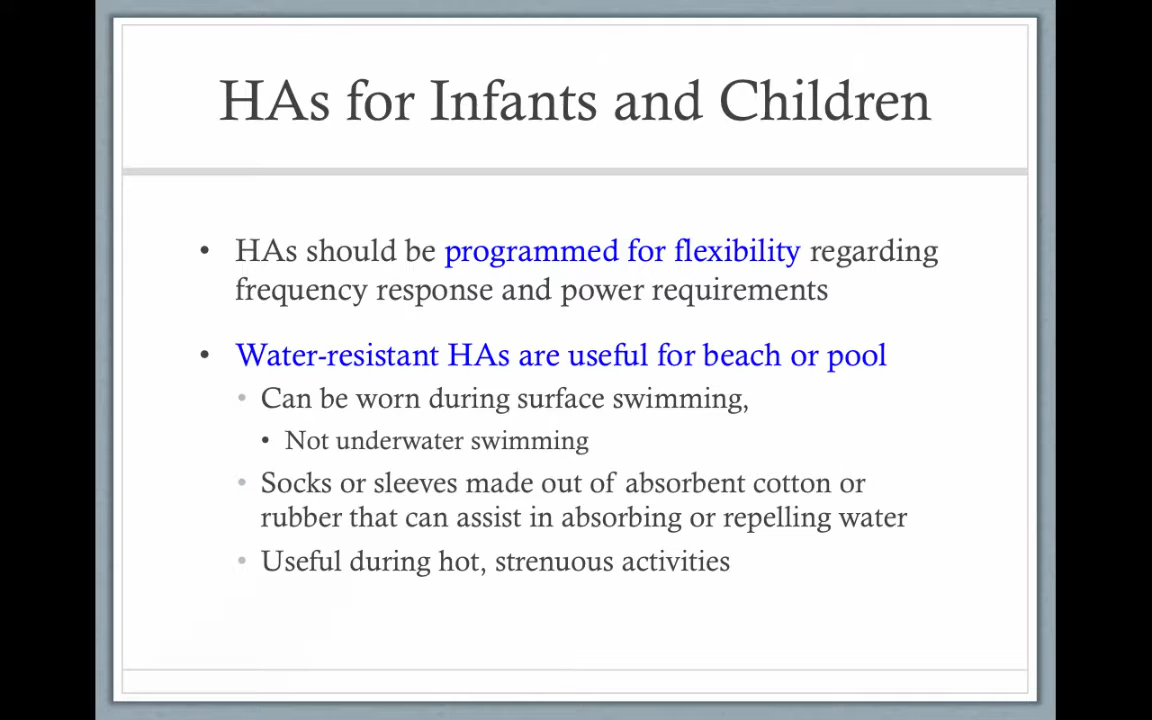 HAs for Infants and Children
• HAs should be programmed for flexibility regarding
frequency response and power requirements
• Water-resistant HAs are useful for beach or pool
• Can be worn during surface swimming,
• Not underwater swimming
• Socks or sleeves made out of absorbent cotton or
rubber that can assist in absorbing or repelling water
• Useful during hot, strenuous activities